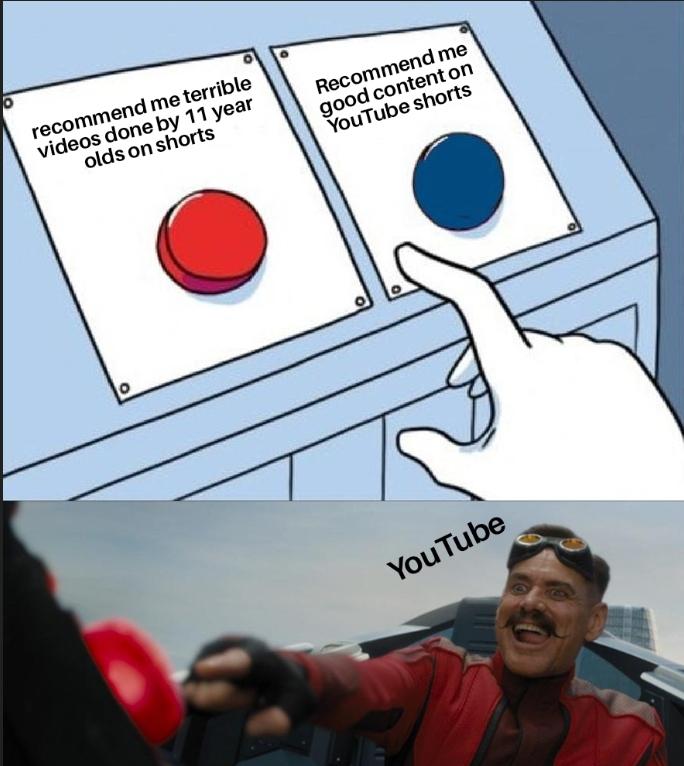 recommend me terrible
videos done by 11 year
olds on shorts
Recommend me
good content on
YouTube shorts
YouTube